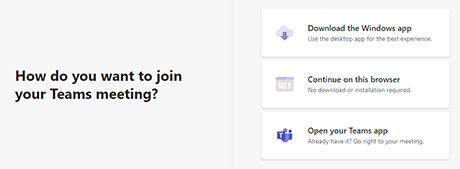 How do you want to join
your Teams meeting?
Download the Windows app
Use the desktop app for the best experience.
Continue on this browser
No download or installation required.
Open your Teams app
Already have it? Go right to your meeting.